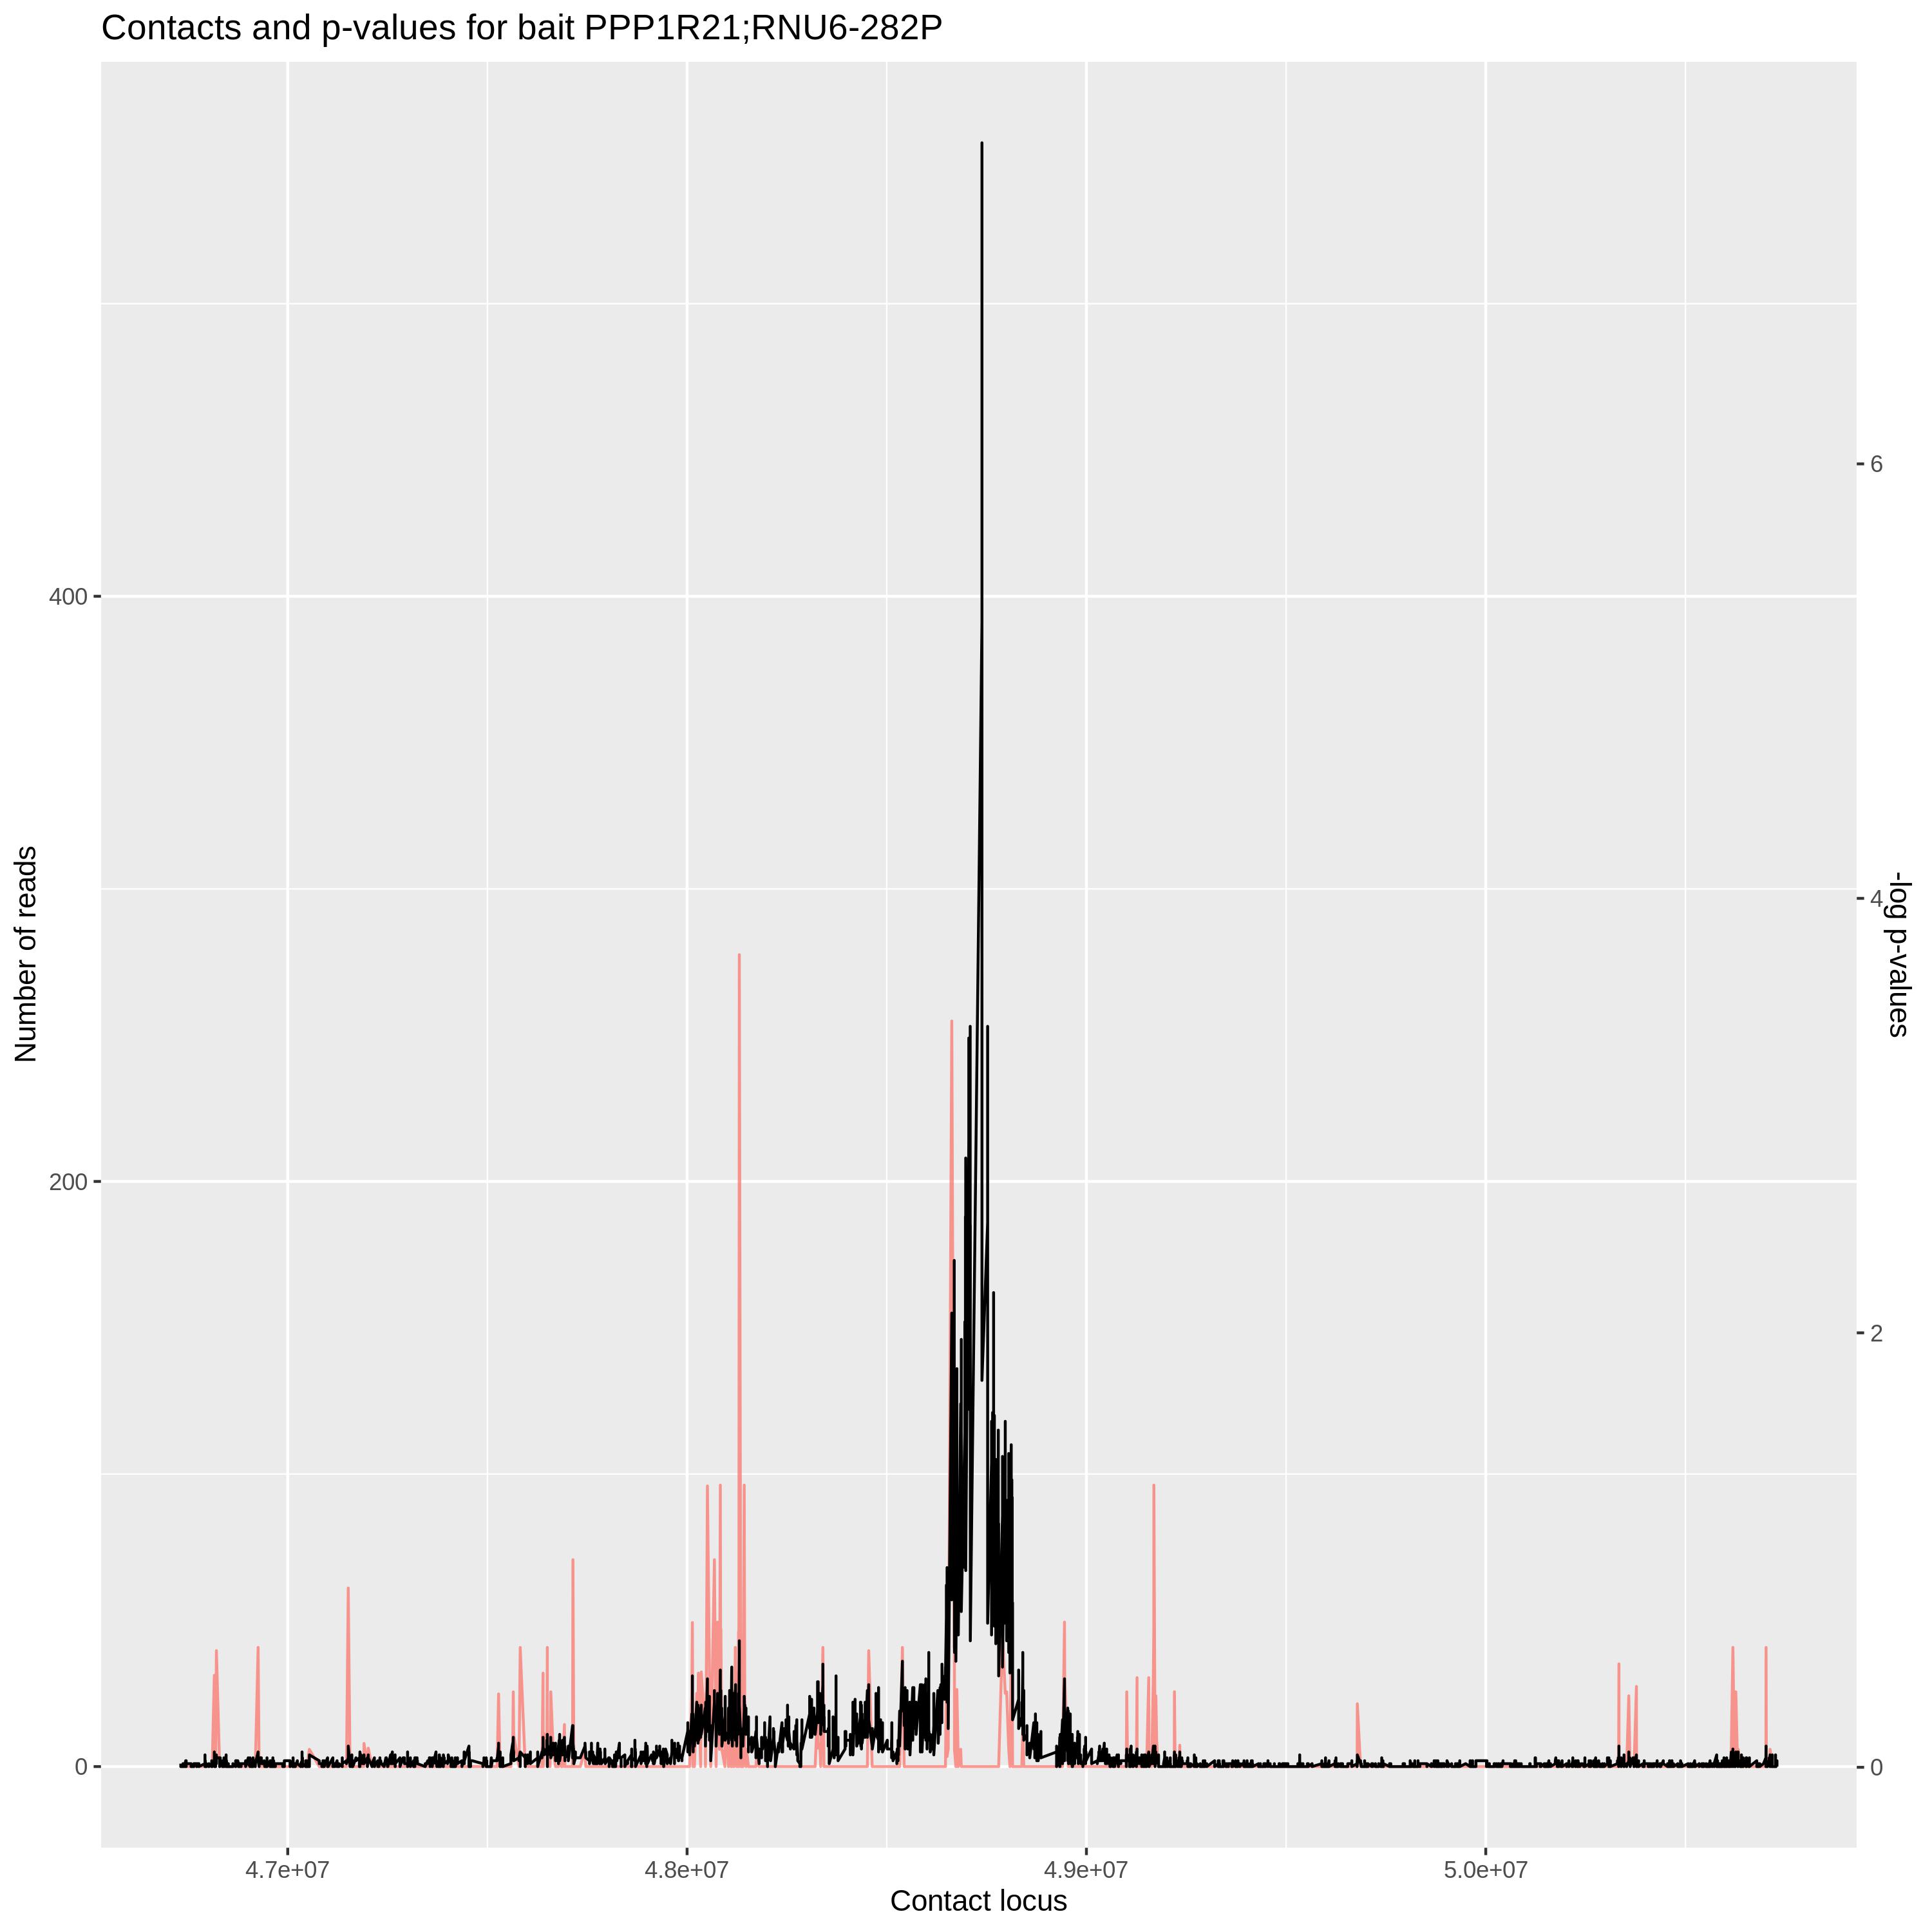 Contacts and p-values for bait PPP1R21;RNU6-282P
Number of reads
400
200
0
6
4
2
0
-log p-values
4.7e+07 4.8e+07 4.9e+07 5.0e+07
Contact locus